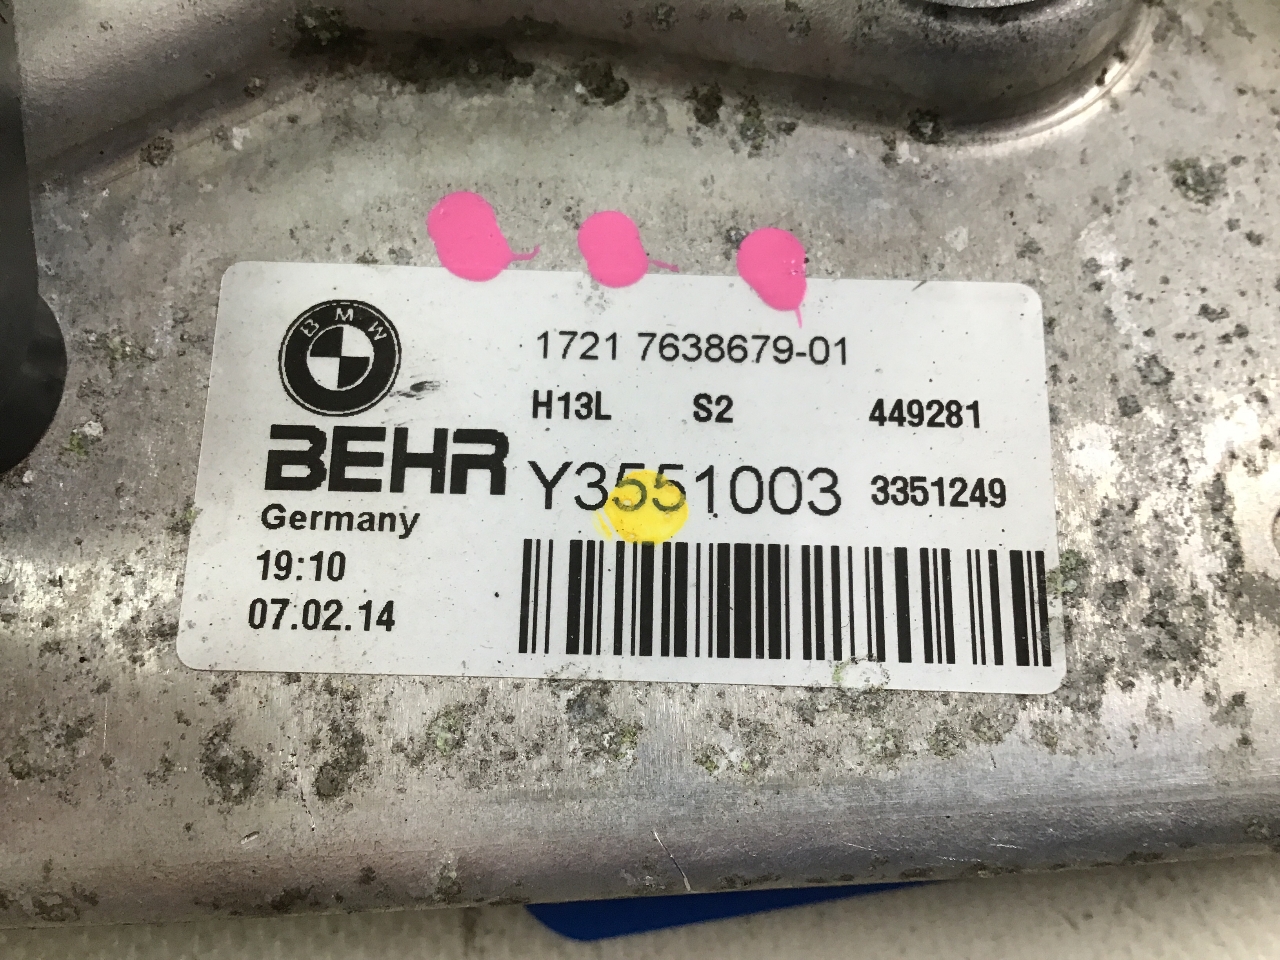 BMW
1721 7638679-01
H13L S2 449281
BEHR Y3551003 3351249
Germany
19:10
07.02.14